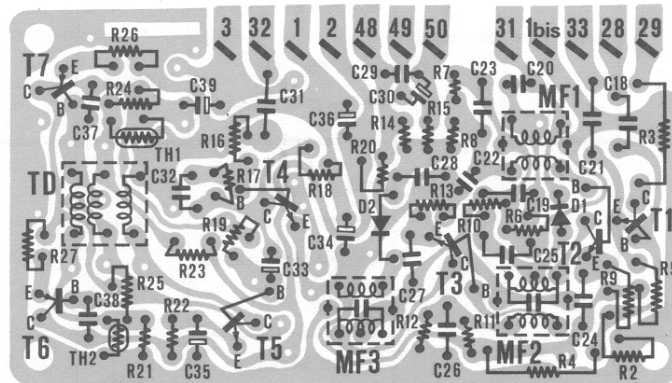 3 32 1 2 48 49 50 31 1bis 33 28 29
R26
T7 E C29 R7 C23 C20 C18
R24 C39 C31 C30 R15 MF1
C B C37 R16 C36 R14 R8 R3
TH1 R20 C22 C21
TD C32 R17 T4 R18 C28
B C D2 R13 C19 D1
R19 E R10 R6 C T1
R27 R23 C34 B E T2 B C E
C33 C C25
E R25 C27 T3 E R9 R5
C38 R22 B B B
C C24
T6 TH2 R21 C35 C E T5 MF3 R12 C26 R11 MF2 R4 R2